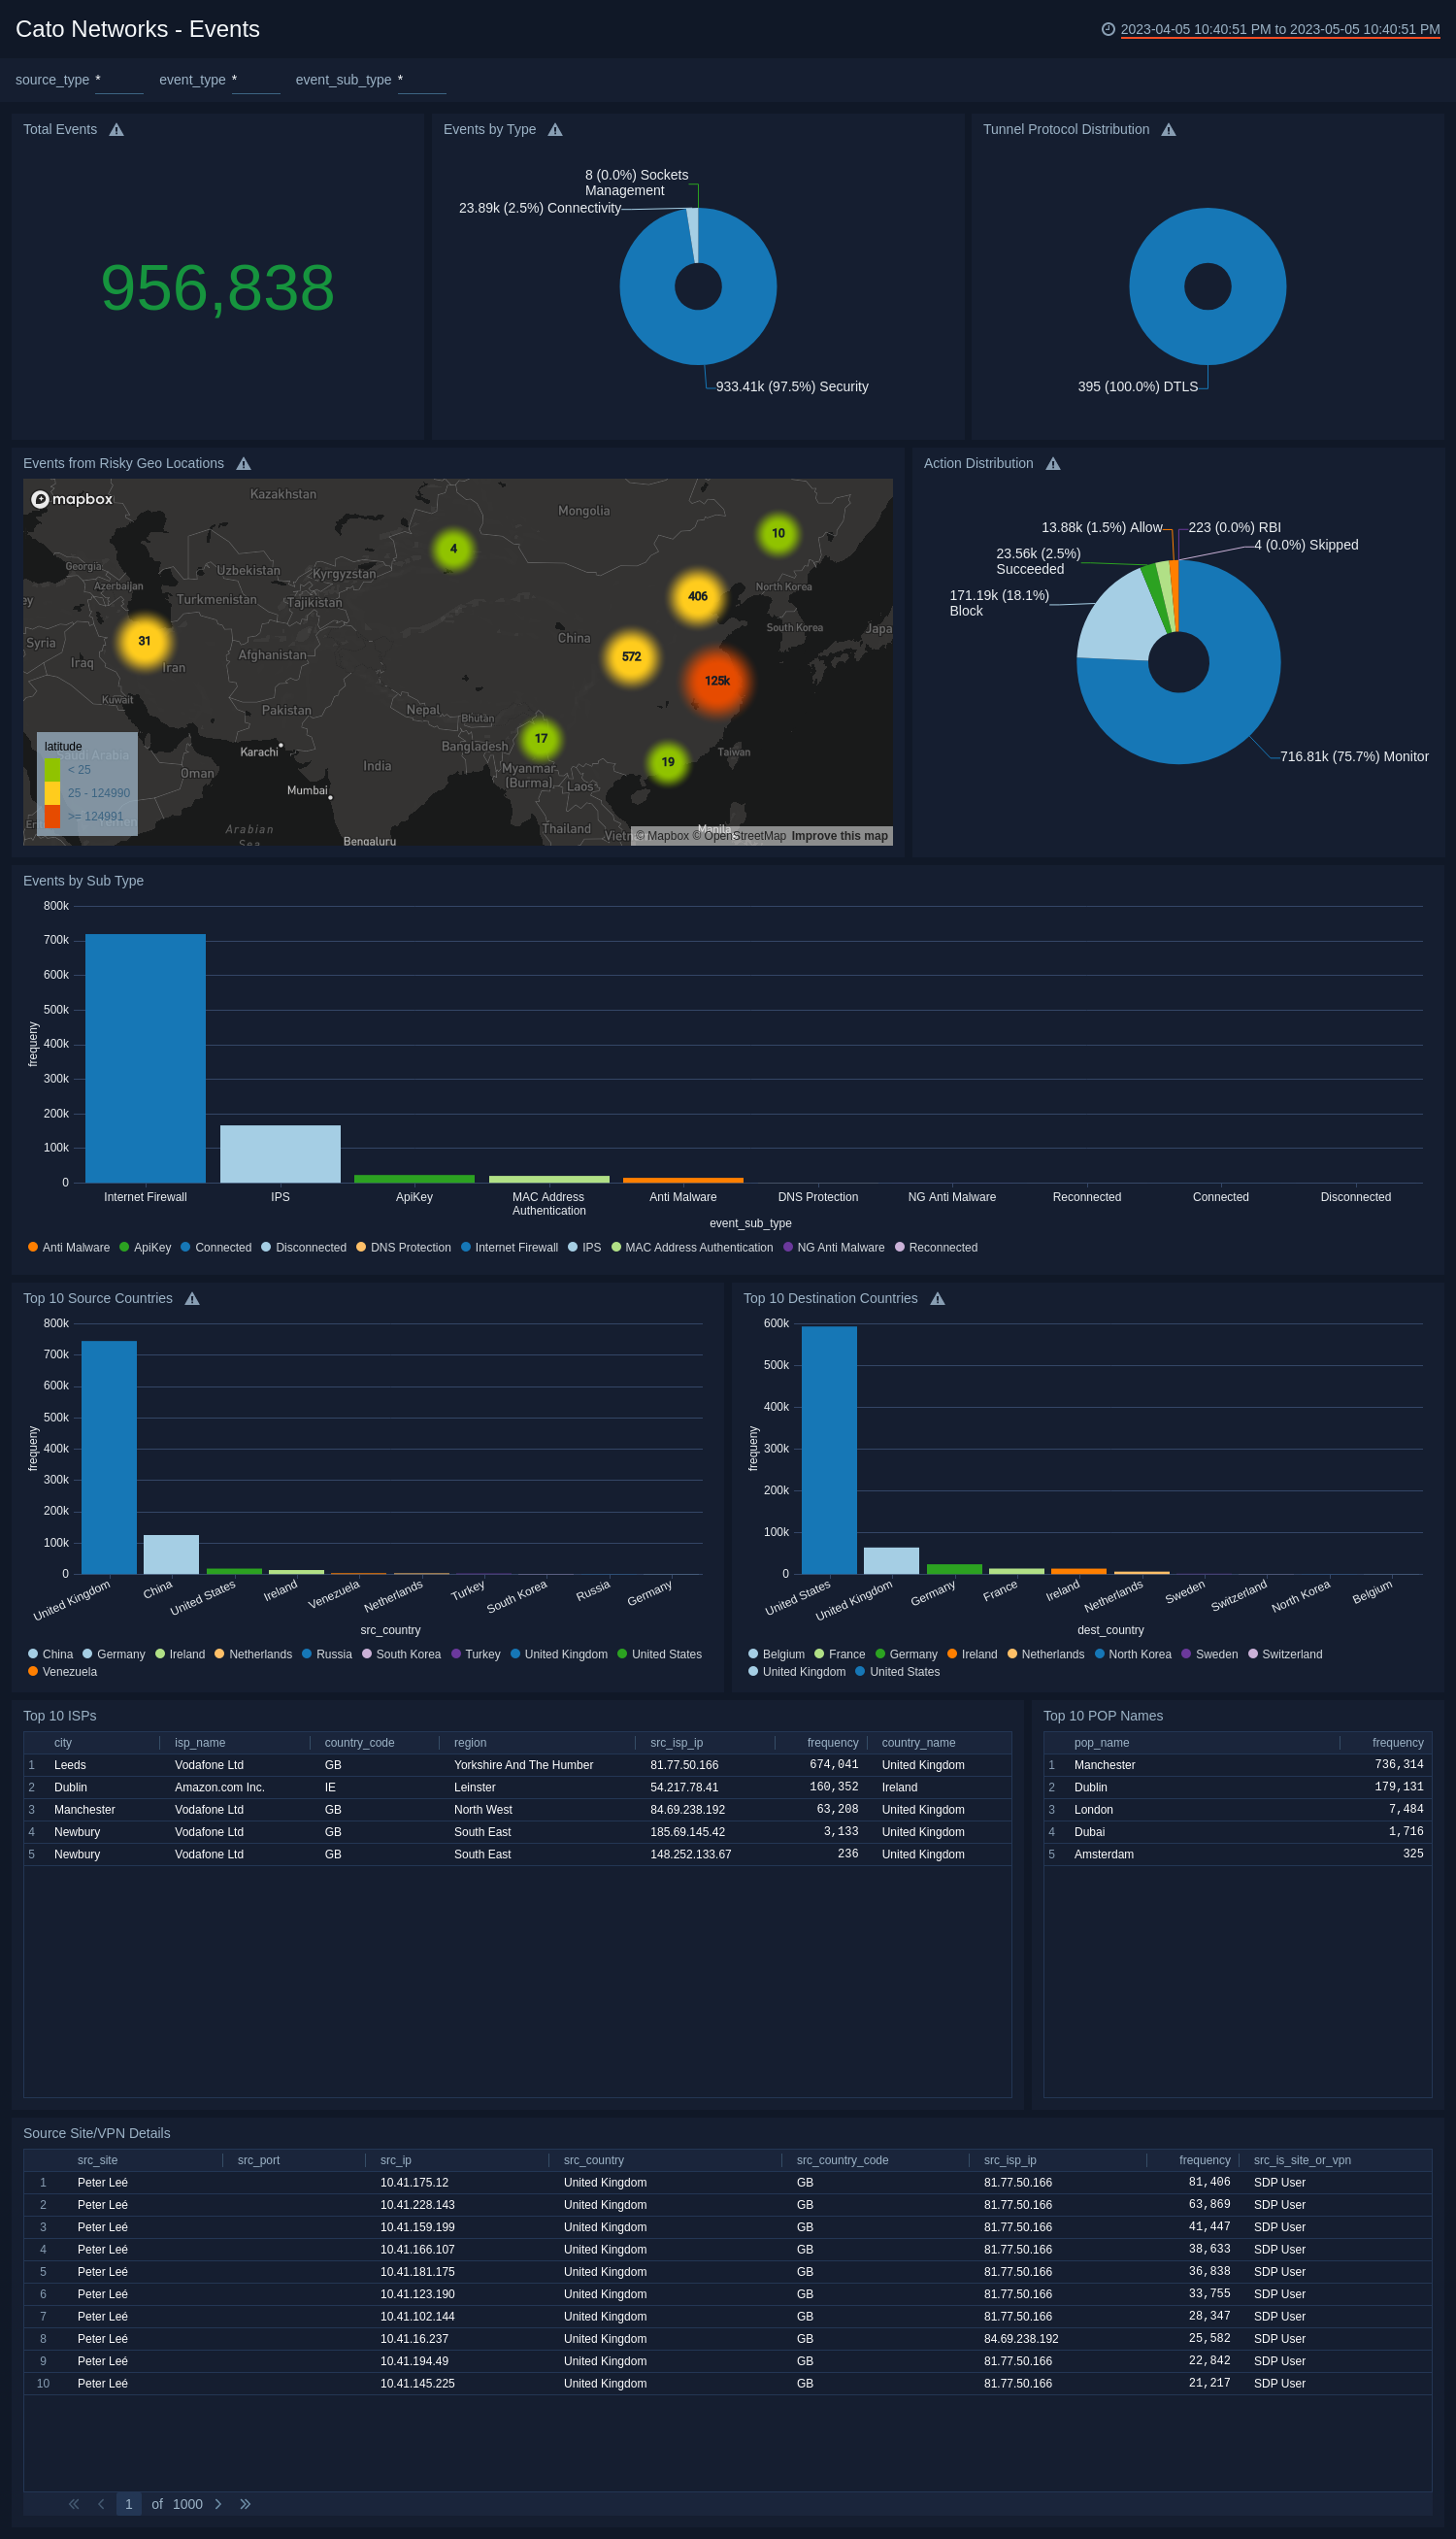 Cato Networks - Events
2023-04-05 10:40:51 PM to 2023-05-05 10:40:51 PM
source_type *
event_type *
event_sub_type *
Total Events
956,838
Events by Type
8 (0.0%) Sockets
Management
23.89k (2.5%) Connectivity
933.41k (97.5%) Security
Tunnel Protocol Distribution
395 (100.0%) DTLS
Events from Risky Geo Locations
mapbox
Kazakhstan
Mongolia
10
4
Georgia
Uzbekistan
Kyrgyzstan
Azerbaijan
Turkmenistan
Tajikistan
406
North Korea
ey
31
China
South Korea
Japa
Syria
Iraq
Iran
Afghanistan
572
125k
Kuwait
Pakistan
Nepal
Bhutan
17
Karachi
Bangladesh
Taiwan
19
India
Myanmar
(Burma)
Laos
Oman
Mumbai
Arabian
Sea
Thailand
Bengaluru
Manila
latitude
< 25
25 - 124990
>= 124991
© Mapbox © OpenStreetMap Improve this map
Action Distribution
13.88k (1.5%) Allow
223 (0.0%) RBI
4 (0.0%) Skipped
23.56k (2.5%)
Succeeded
171.19k (18.1%)
Block
716.81k (75.7%) Monitor
Events by Sub Type
800k
700k
600k
500k
400k
300k
200k
100k
0
frequeny
Internet Firewall
IPS
ApiKey
MAC Address
Authentication
Anti Malware
DNS Protection
NG Anti Malware
Reconnected
Connected
Disconnected
event_sub_type
Anti Malware ApiKey Connected Disconnected DNS Protection Internet Firewall IPS MAC Address Authentication NG Anti Malware Reconnected
Top 10 Source Countries
800k
700k
600k
500k
400k
300k
200k
100k
0
frequeny
United Kingdom
China
United States
Ireland
Venezuela
Netherlands
Turkey
South Korea
Russia
Germany
src_country
China Germany Ireland Netherlands Russia South Korea Turkey United Kingdom United States
Venezuela
Top 10 Destination Countries
600k
500k
400k
300k
200k
100k
0
frequeny
United States
United Kingdom
Germany
France
Ireland
Netherlands
Sweden
Switzerland
North Korea
Belgium
dest_country
Belgium France Germany Ireland Netherlands North Korea Sweden Switzerland
United Kingdom United States
Top 10 ISPs
city isp_name country_code region src_isp_ip frequency country_name
1 Leeds Vodafone Ltd GB Yorkshire And The Humber 81.77.50.166 674,041 United Kingdom
2 Dublin Amazon.com Inc. IE Leinster 54.217.78.41 160,352 Ireland
3 Manchester Vodafone Ltd GB North West 84.69.238.192 63,208 United Kingdom
4 Newbury Vodafone Ltd GB South East 185.69.145.42 3,133 United Kingdom
5 Newbury Vodafone Ltd GB South East 148.252.133.67 236 United Kingdom
Top 10 POP Names
pop_name frequency
1 Manchester 736,314
2 Dublin 179,131
3 London 7,484
4 Dubai 1,716
5 Amsterdam 325
Source Site/VPN Details
src_site src_port src_ip src_country src_country_code src_isp_ip frequency src_is_site_or_vpn
1 Peter Leé 10.41.175.12 United Kingdom GB 81.77.50.166 81,406 SDP User
2 Peter Leé 10.41.228.143 United Kingdom GB 81.77.50.166 63,869 SDP User
3 Peter Leé 10.41.159.199 United Kingdom GB 81.77.50.166 41,447 SDP User
4 Peter Leé 10.41.166.107 United Kingdom GB 81.77.50.166 38,633 SDP User
5 Peter Leé 10.41.181.175 United Kingdom GB 81.77.50.166 36,838 SDP User
6 Peter Leé 10.41.123.190 United Kingdom GB 81.77.50.166 33,755 SDP User
7 Peter Leé 10.41.102.144 United Kingdom GB 81.77.50.166 28,347 SDP User
8 Peter Leé 10.41.16.237 United Kingdom GB 84.69.238.192 25,582 SDP User
9 Peter Leé 10.41.194.49 United Kingdom GB 81.77.50.166 22,842 SDP User
10 Peter Leé 10.41.145.225 United Kingdom GB 81.77.50.166 21,217 SDP User
1 of 1000